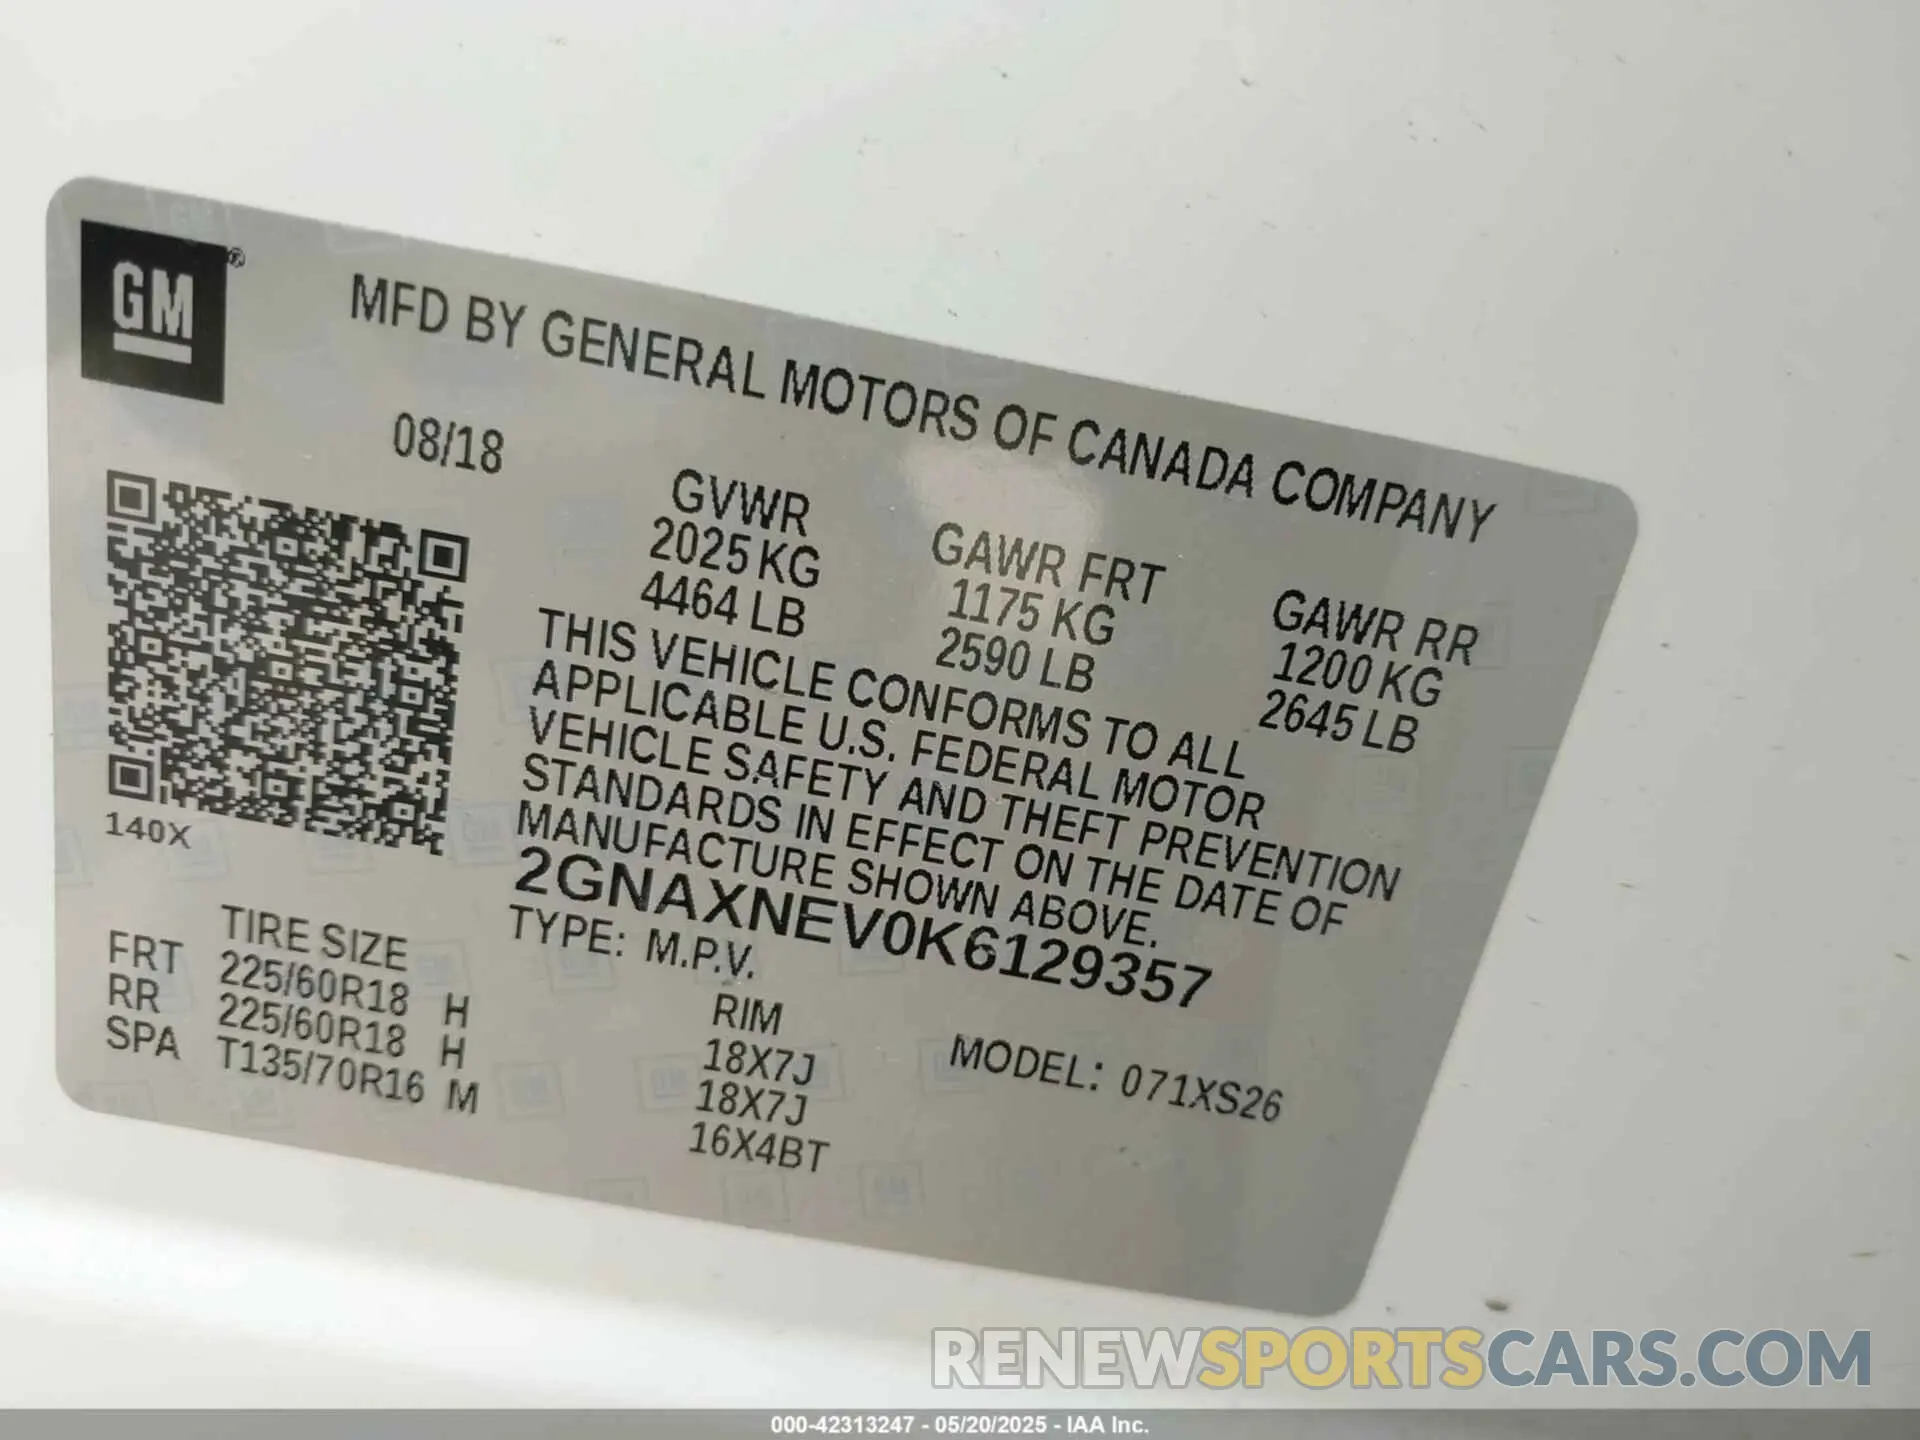 GM ®
MFD BY GENERAL MOTORS OF CANADA COMPANY
08/18
GVWR GAWR FRT GAWR RR
2025 KG 1175 KG 1200 KG
4464 LB 2590 LB 2645 LB
THIS VEHICLE CONFORMS TO ALL
APPLICABLE U.S. FEDERAL MOTOR
VEHICLE SAFETY AND THEFT PREVENTION
STANDARDS IN EFFECT ON THE DATE OF
MANUFACTURE SHOWN ABOVE.
140X
2GNAXNEV0K6129357
TYPE: M.P.V.
TIRE SIZE RIM MODEL: 071XS26
FRT 225/60R18 H 18X7J
RR 225/60R18 H 18X7J
SPA T135/70R16 M 16X4BT
RENEWSPORTSCARS.COM
000-42313247 - 05/20/2025 - IAA Inc.